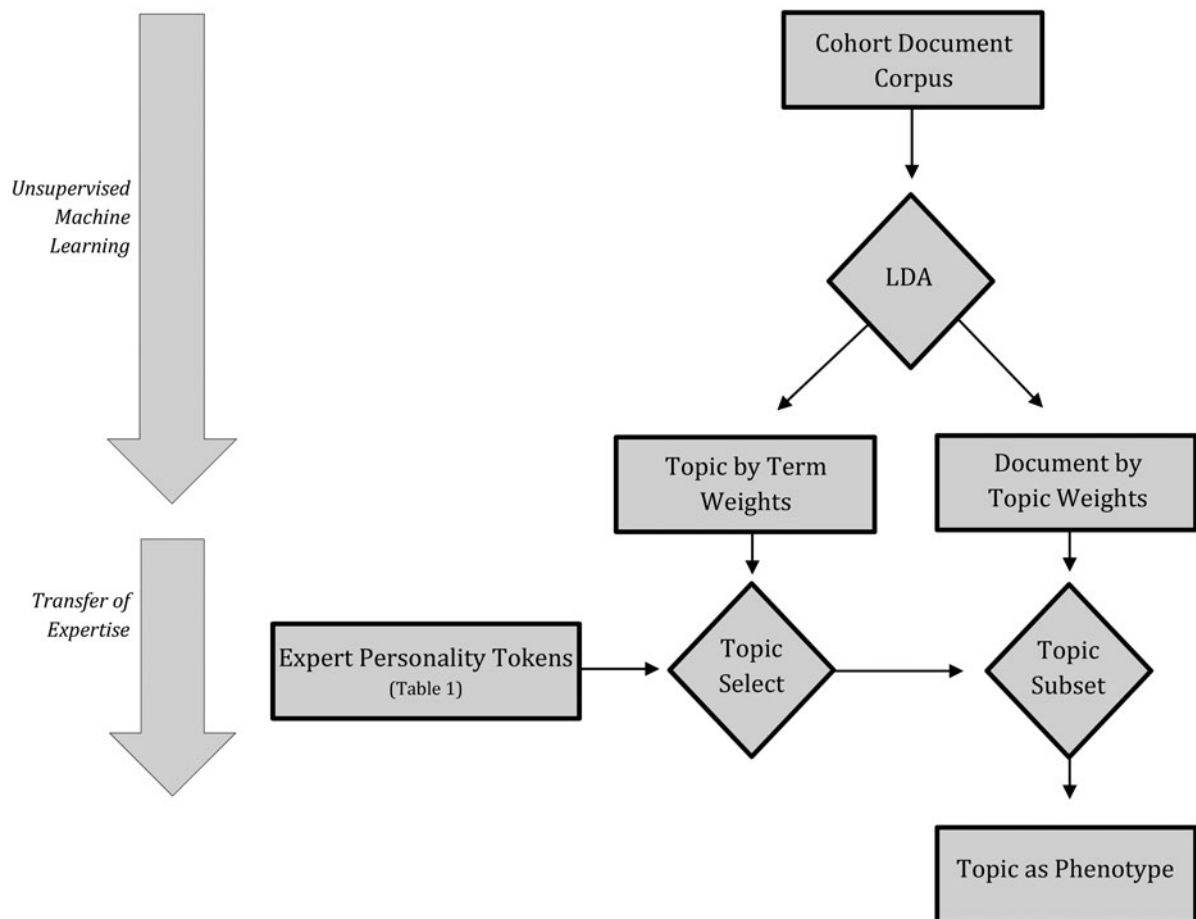 Cohort Document
Corpus
Unsupervised
Machine
Learning
LDA
Topic by Term
Weights
Document by
Topic Weights
Transfer of
Expertise
Expert Personality Tokens
(Table 1)
Topic
Select
Topic
Subset
Topic as Phenotype